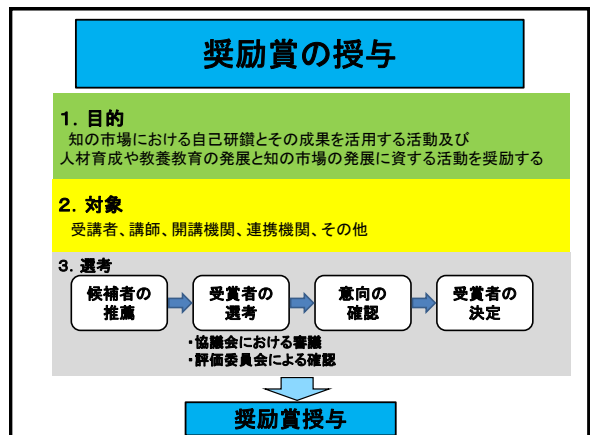 奨励賞の授与
1．目的
知の市場における自己研鑽とその成果を活用する活動及び
人材育成や教養教育の発展と知の市場の発展に資する活動を奨励する
2．対象
受講者、講師、開講機関、連携機関、その他
3．選考
候補者の
推薦
受賞者の
選考
意向の
確認
受賞者の
決定
・協議会における審議
・評価委員会による確認
奨励賞授与